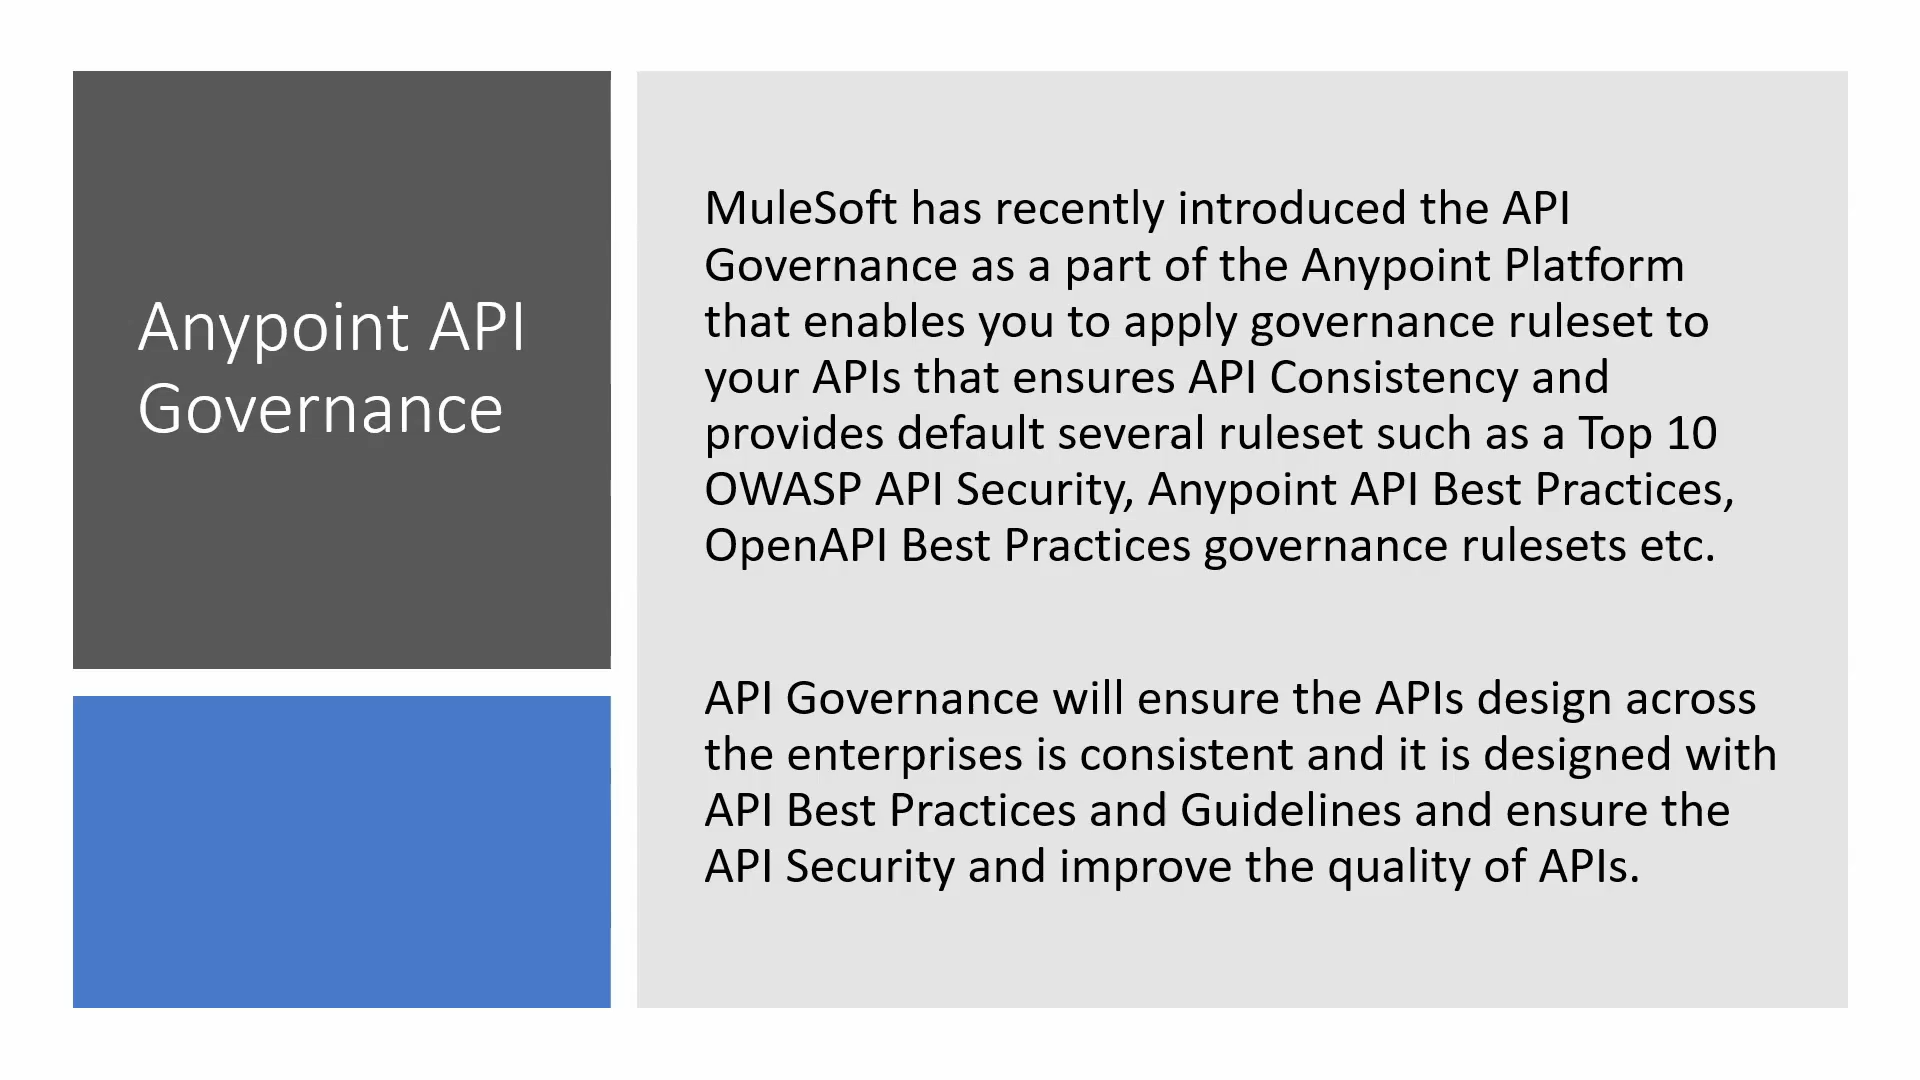 Anypoint API
Governance
MuleSoft has recently introduced the API
Governance as a part of the Anypoint Platform
that enables you to apply governance ruleset to
your APIs that ensures API Consistency and
provides default several ruleset such as a Top 10
OWASP API Security, Anypoint API Best Practices,
OpenAPI Best Practices governance rulesets etc.
API Governance will ensure the APIs design across
the enterprises is consistent and it is designed with
API Best Practices and Guidelines and ensure the
API Security and improve the quality of APIs.